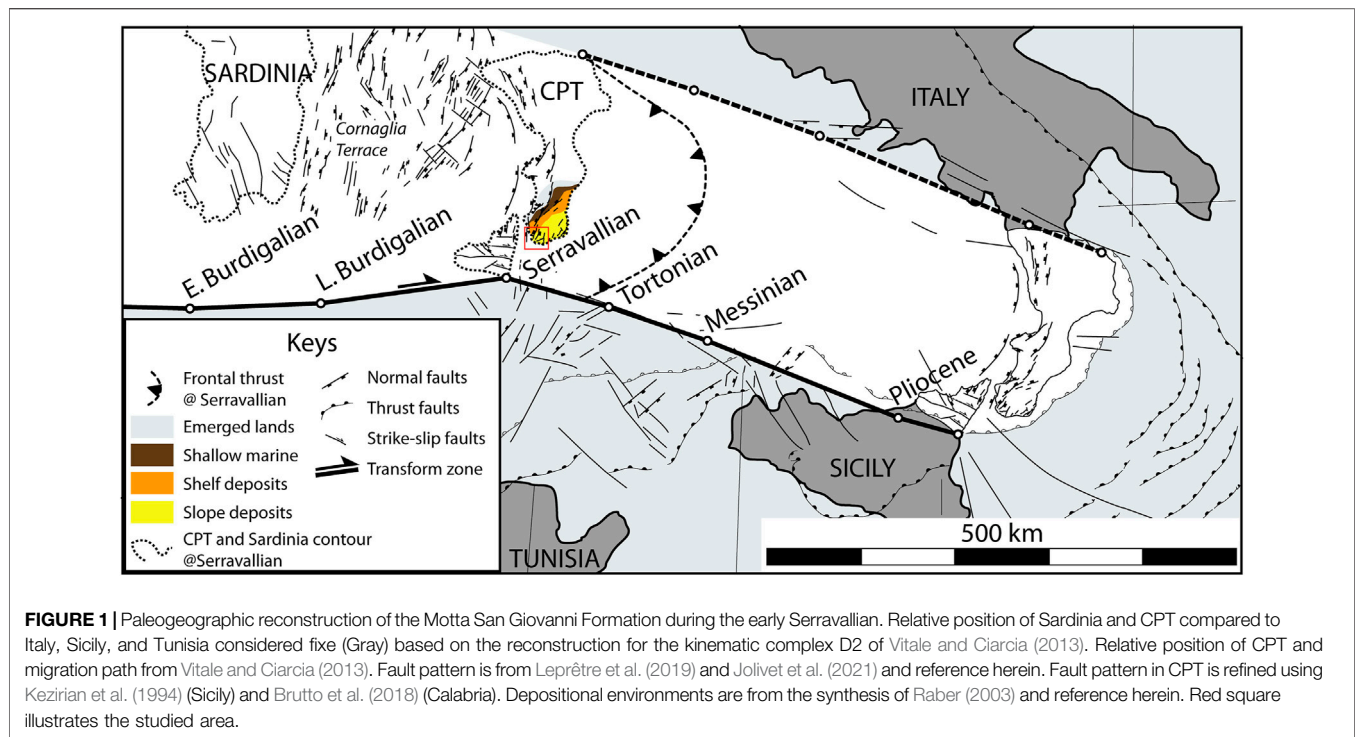 SARDINIA
CPT
ITALY
Cornaglia
Terrace
E. Burdigalian
L. Burdigalian
Serravallian
Tortonian
Messinian
Pliocene
SICILY
TUNISIA
500 km
Keys
Frontal thrust
@ Serravallian
Emerged lands
Shallow marine
Shelf deposits
Slope deposits
CPT and Sardinia contour
@Serravallian
Normal faults
Thrust faults
Strike-slip faults
Transform zone
FIGURE 1 | Paleogeographic reconstruction of the Motta San Giovanni Formation during the early Serravallian. Relative position of Sardinia and CPT compared to
Italy, Sicily, and Tunisia considered fixe (Gray) based on the reconstruction for the kinematic complex D2 of Vitale and Ciarcia (2013). Relative position of CPT and
migration path from Vitale and Ciarcia (2013). Fault pattern is from Leprêtre et al. (2019) and Jolivet et al. (2021) and reference herein. Fault pattern in CPT is refined using
Kezirian et al. (1994) (Sicily) and Brutto et al. (2018) (Calabria). Depositional environments are from the synthesis of Raber (2003) and reference herein. Red square
illustrates the studied area.